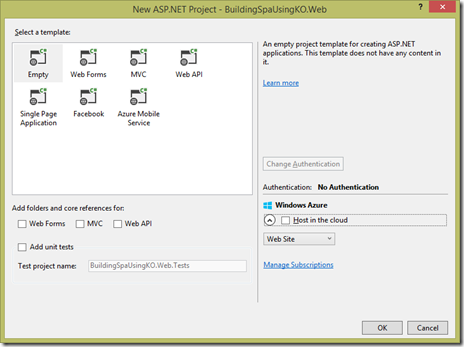 New ASP.NET Project - BuildingSpaUsingKO.Web
Select a template:
Empty
Web Forms
MVC
Web API
Single Page
Application
Facebook
Azure Mobile
Service
Add folders and core references for:
Web Forms
MVC
Web API
Add unit tests
Test project name:
BuildingSpaUsingKO.Web.Tests
An empty project template for creating ASP.NET
applications. This template does not have any content in
it.
Learn more
Change Authentication
Authentication: No Authentication
Windows Azure
Host in the cloud
Web Site
Manage Subscriptions
OK
Cancel